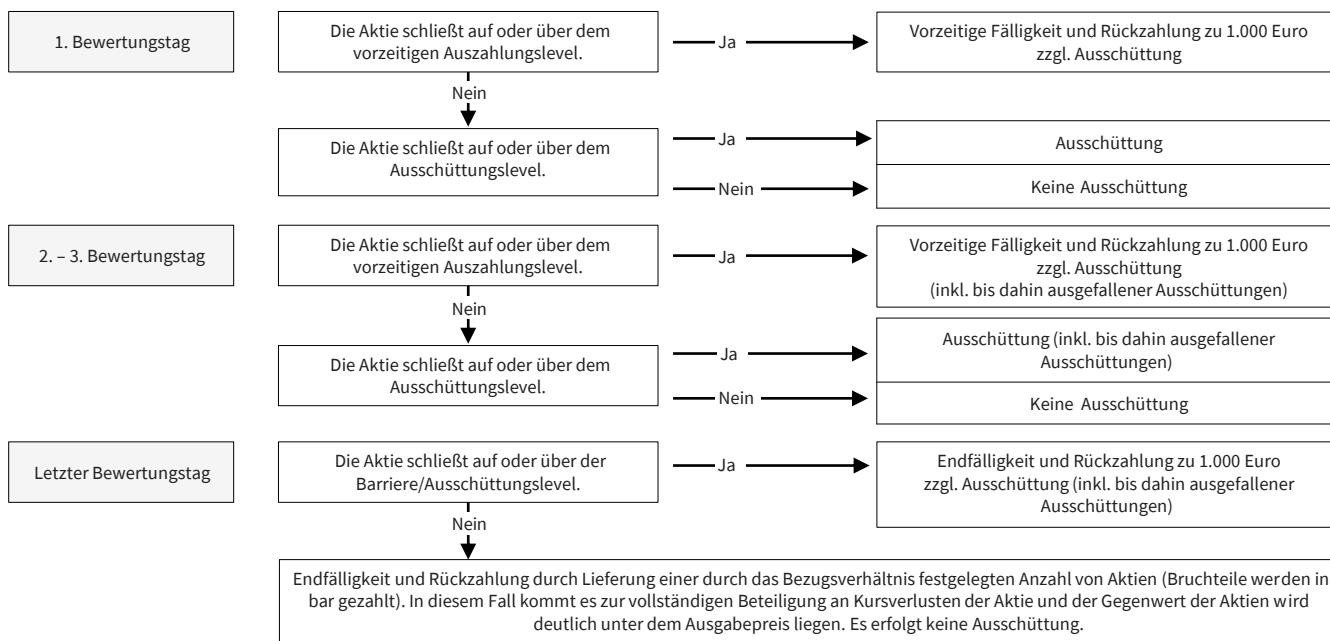 1. Bewertungstag
Die Aktie schließt auf oder über dem
vorzeitigen Auszahlungslevel.
Ja
Vorzeitige Fälligkeit und Rückzahlung zu 1.000 Euro
zzgl. Ausschüttung
Nein
Die Aktie schließt auf oder über dem
Ausschüttungslevel.
Ja
Ausschüttung
Nein
Keine Ausschüttung
2. – 3. Bewertungstag
Die Aktie schließt auf oder über dem
vorzeitigen Auszahlungslevel.
Ja
Vorzeitige Fälligkeit und Rückzahlung zu 1.000 Euro
zzgl. Ausschüttung
(inkl. bis dahin ausgefallener Ausschüttungen)
Nein
Die Aktie schließt auf oder über dem
Ausschüttungslevel.
Ja
Ausschüttung (inkl. bis dahin ausgefallener
Ausschüttungen)
Nein
Keine Ausschüttung
Letzter Bewertungstag
Die Aktie schließt auf oder über der
Barriere/Ausschüttungslevel.
Ja
Endfälligkeit und Rückzahlung zu 1.000 Euro
zzgl. Ausschüttung (inkl. bis dahin ausgefallener
Ausschüttungen)
Nein
Endfälligkeit und Rückzahlung durch Lieferung einer durch das Bezugsverhältnis festgelegten Anzahl von Aktien (Bruchteile werden in
bar gezahlt). In diesem Fall kommt es zur vollständigen Beteiligung an Kursverlusten der Aktie und der Gegenwert der Aktien wird
deutlich unter dem Ausgabepreis liegen. Es erfolgt keine Ausschüttung.